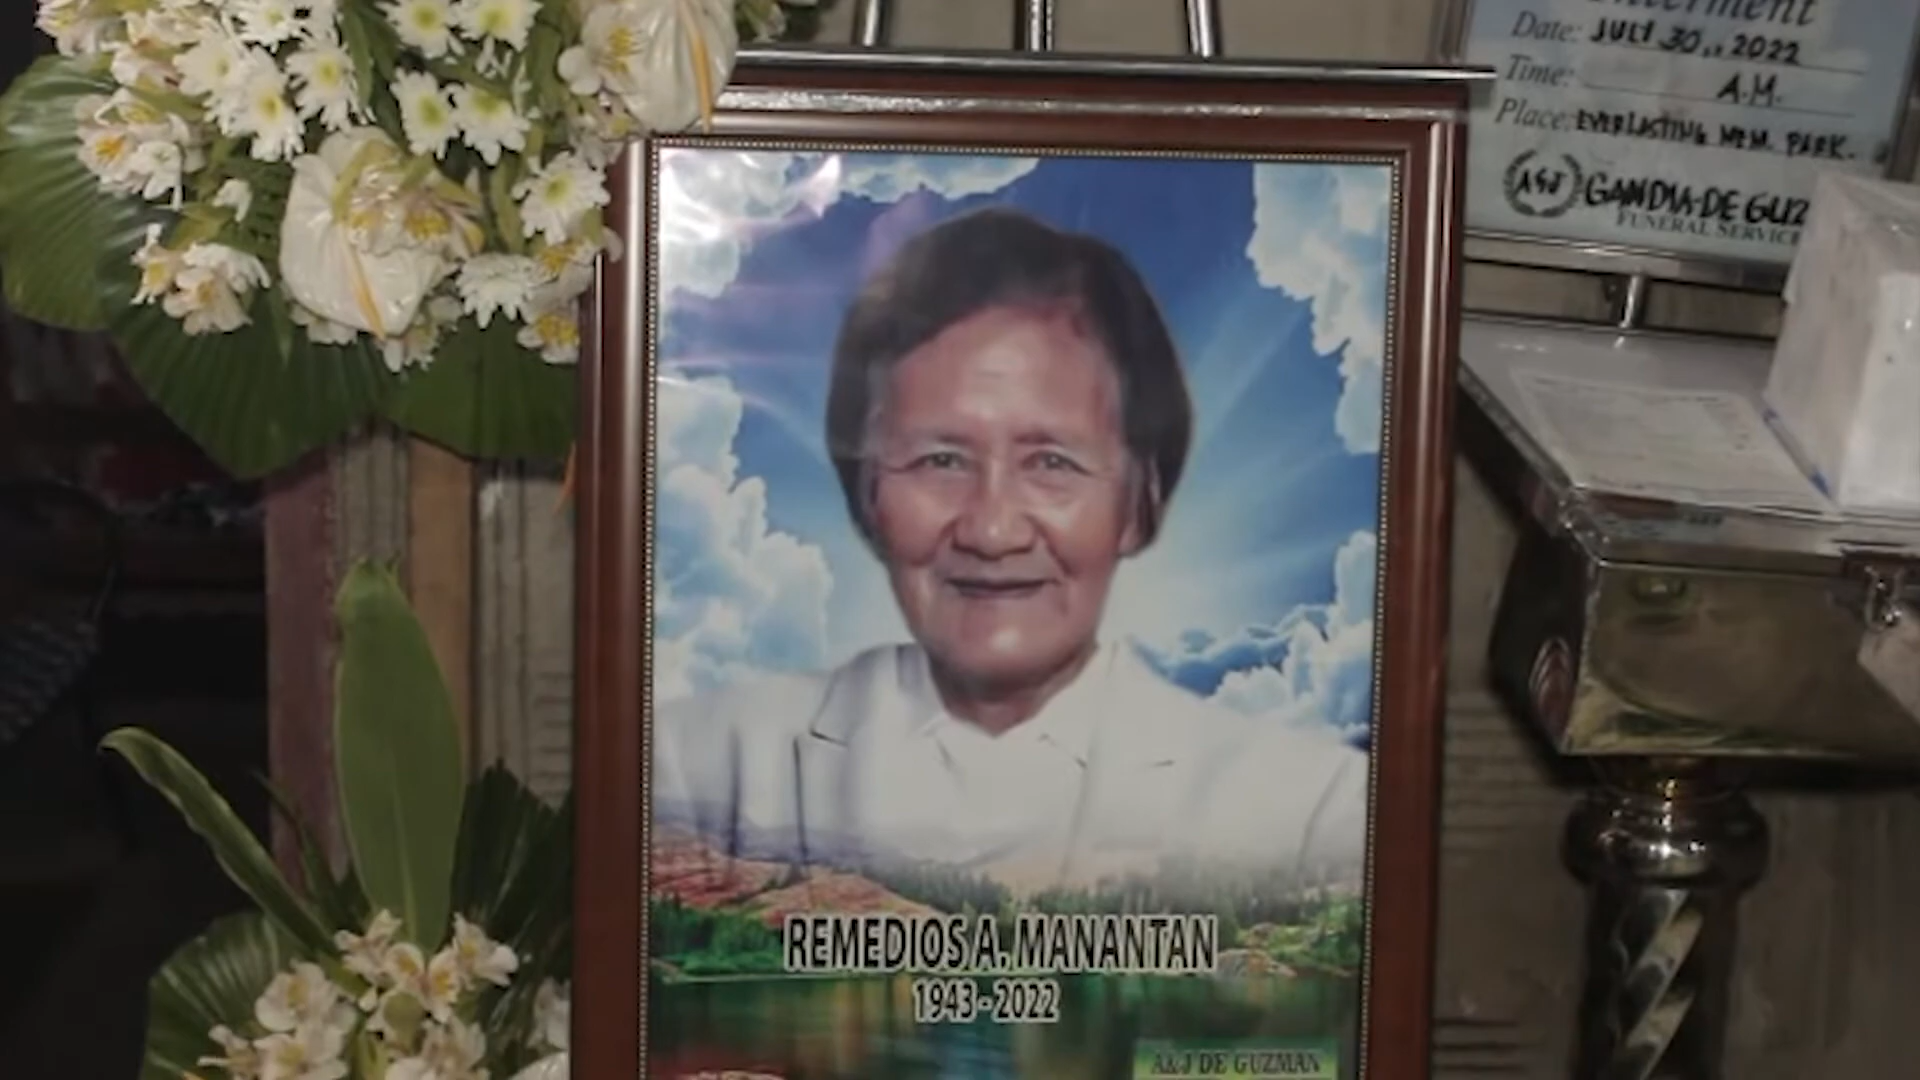 Interment
Date: JULY 30, 2022
Time: A.M.
Place: EVERLASTING MEM. PARK.
A&J GANDIA-DE GUZ
FUNERAL SERVICE
REMEDIOS A. MANANTAN
1943-2022
A&J DE GUZMAN